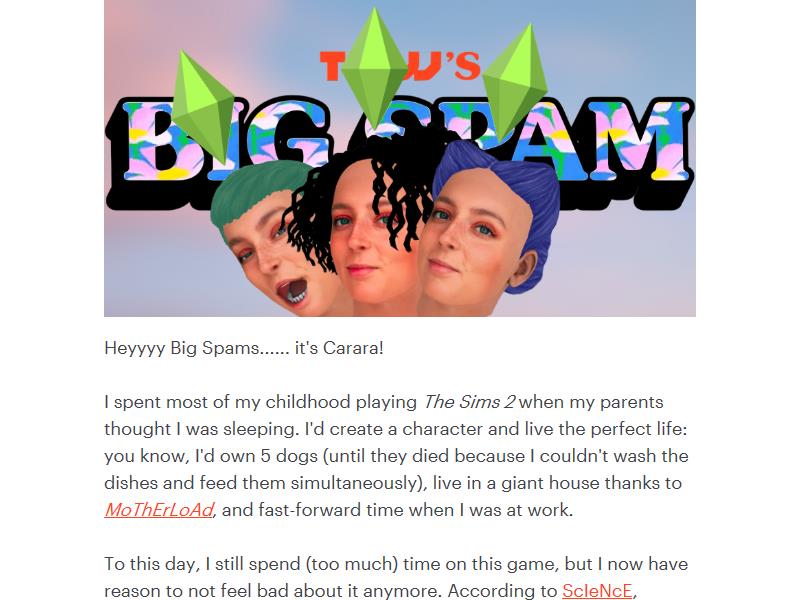 'S
BIG SPAM
Heyyyy Big Spams...... it's Carara!
I spent most of my childhood playing The Sims 2 when my parents
thought I was sleeping. I'd create a character and live the perfect life:
you know, I'd own 5 dogs (until they died because I couldn't wash the
dishes and feed them simultaneously), live in a giant house thanks to
MoThErLoAd, and fast-forward time when I was at work.
To this day, I still spend (too much) time on this game, but I now have
reason to not feel bad about it anymore. According to ScIeNcE,